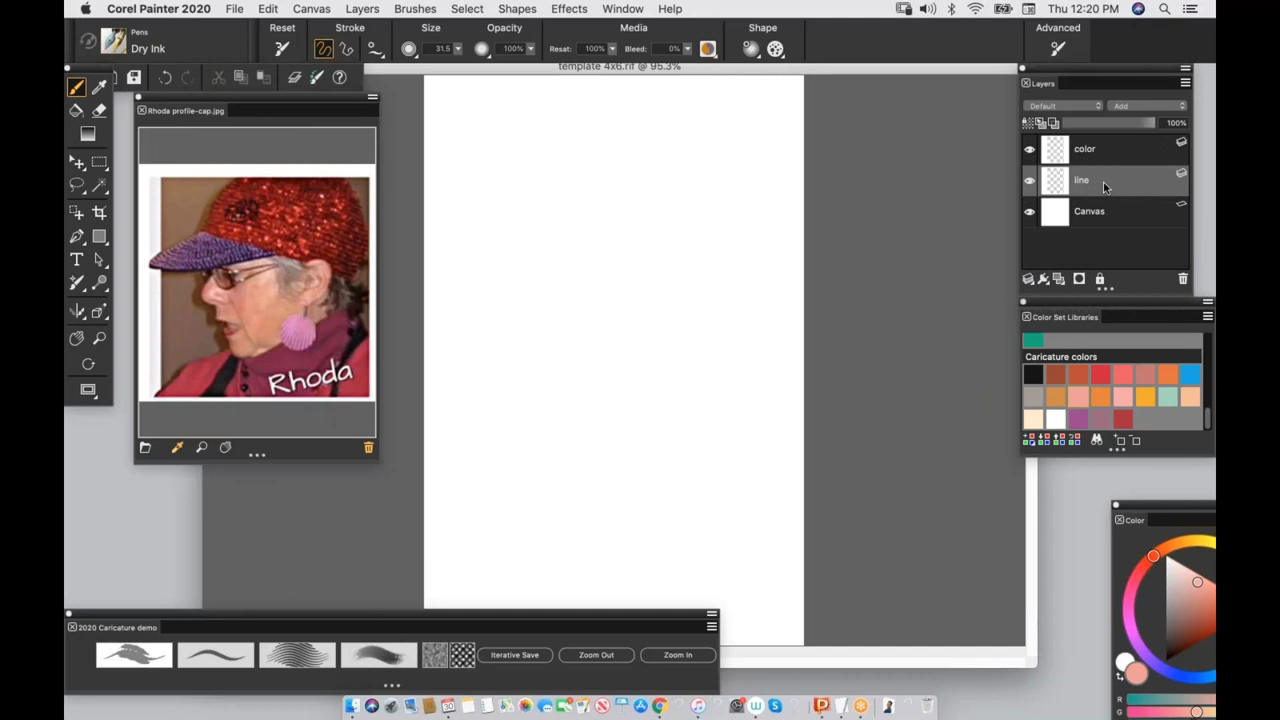 Corel Painter 2020 File Edit Canvas Layers Brushes Select Shapes Effects Window Help Thu 12:20 PM
Pens
Dry Ink
Reset Stroke Size Opacity Media Shape Advanced
31.5 100% Resat: 100% Bleed: 0%
template 4x6.rif @ 95.3%
Rhoda profile-cap.jpg
Rhoda
Layers
Default Add
100%
color
line
Canvas
Color Set Libraries
Caricature colors
Color
R
G
2020 Caricature demo
Iterative Save Zoom Out Zoom In